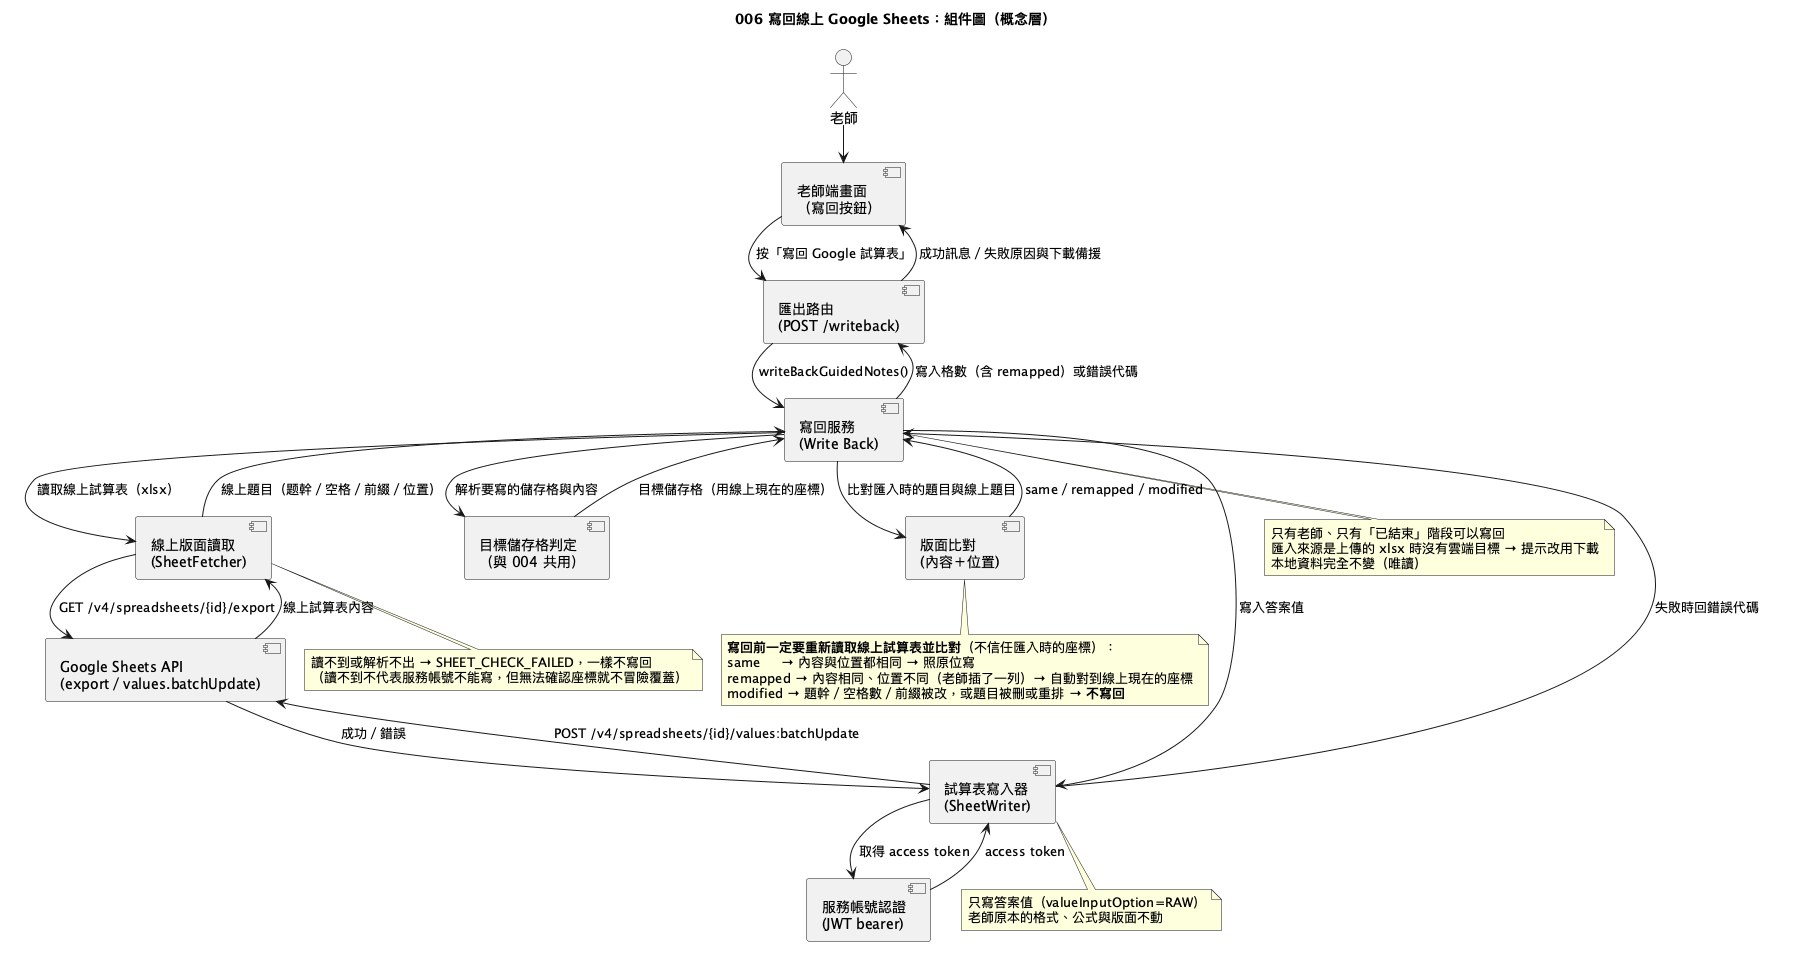 006 寫回線上 Google Sheets：組件圖（概念層）
老師
老師端畫面
（寫回按鈕）
按「寫回 Google 試算表」
成功訊息 / 失敗原因與下載備援
匯出路由
(POST /writeback)
writeBackGuidedNotes()
寫入格數（含 remapped）或錯誤代碼
寫回服務
(Write Back)
讀取線上試算表（xlsx）
線上題目（題幹 / 空格 / 前綴 / 位置）
解析要寫的儲存格與內容
目標儲存格（用線上現在的座標）
比對匯入時的題目與線上題目
same / remapped / modified
線上版面讀取
(SheetFetcher)
目標儲存格判定
（與 004 共用）
版面比對
(內容＋位置)
只有老師、只有「已結束」階段可以寫回
匯入來源是上傳的 xlsx 時沒有雲端目標 → 提示改用下載
本地資料完全不變（唯讀）
GET /v4/spreadsheets/{id}/export
線上試算表內容
寫入答案值
失敗時回錯誤代碼
Google Sheets API
(export / values.batchUpdate)
讀不到或解析不出 → SHEET_CHECK_FAILED，一樣不寫回
（讀不到不代表服務帳號不能寫，但無法確認座標就不冒險覆蓋）
寫回前一定要重新讀取線上試算表並比對（不信任匯入時的座標）：
same → 內容與位置都相同 → 照原位寫
remapped → 內容相同、位置不同（老師插了一列）→ 自動對到線上現在的座標
modified → 題幹 / 空格數 / 前綴被改，或題目被刪或重排 → 不寫回
成功 / 錯誤
POST /v4/spreadsheets/{id}/values:batchUpdate
試算表寫入器
(SheetWriter)
取得 access token
access token
服務帳號認證
(JWT bearer)
只寫答案值（valueInputOption=RAW）
老師原本的格式、公式與版面不動